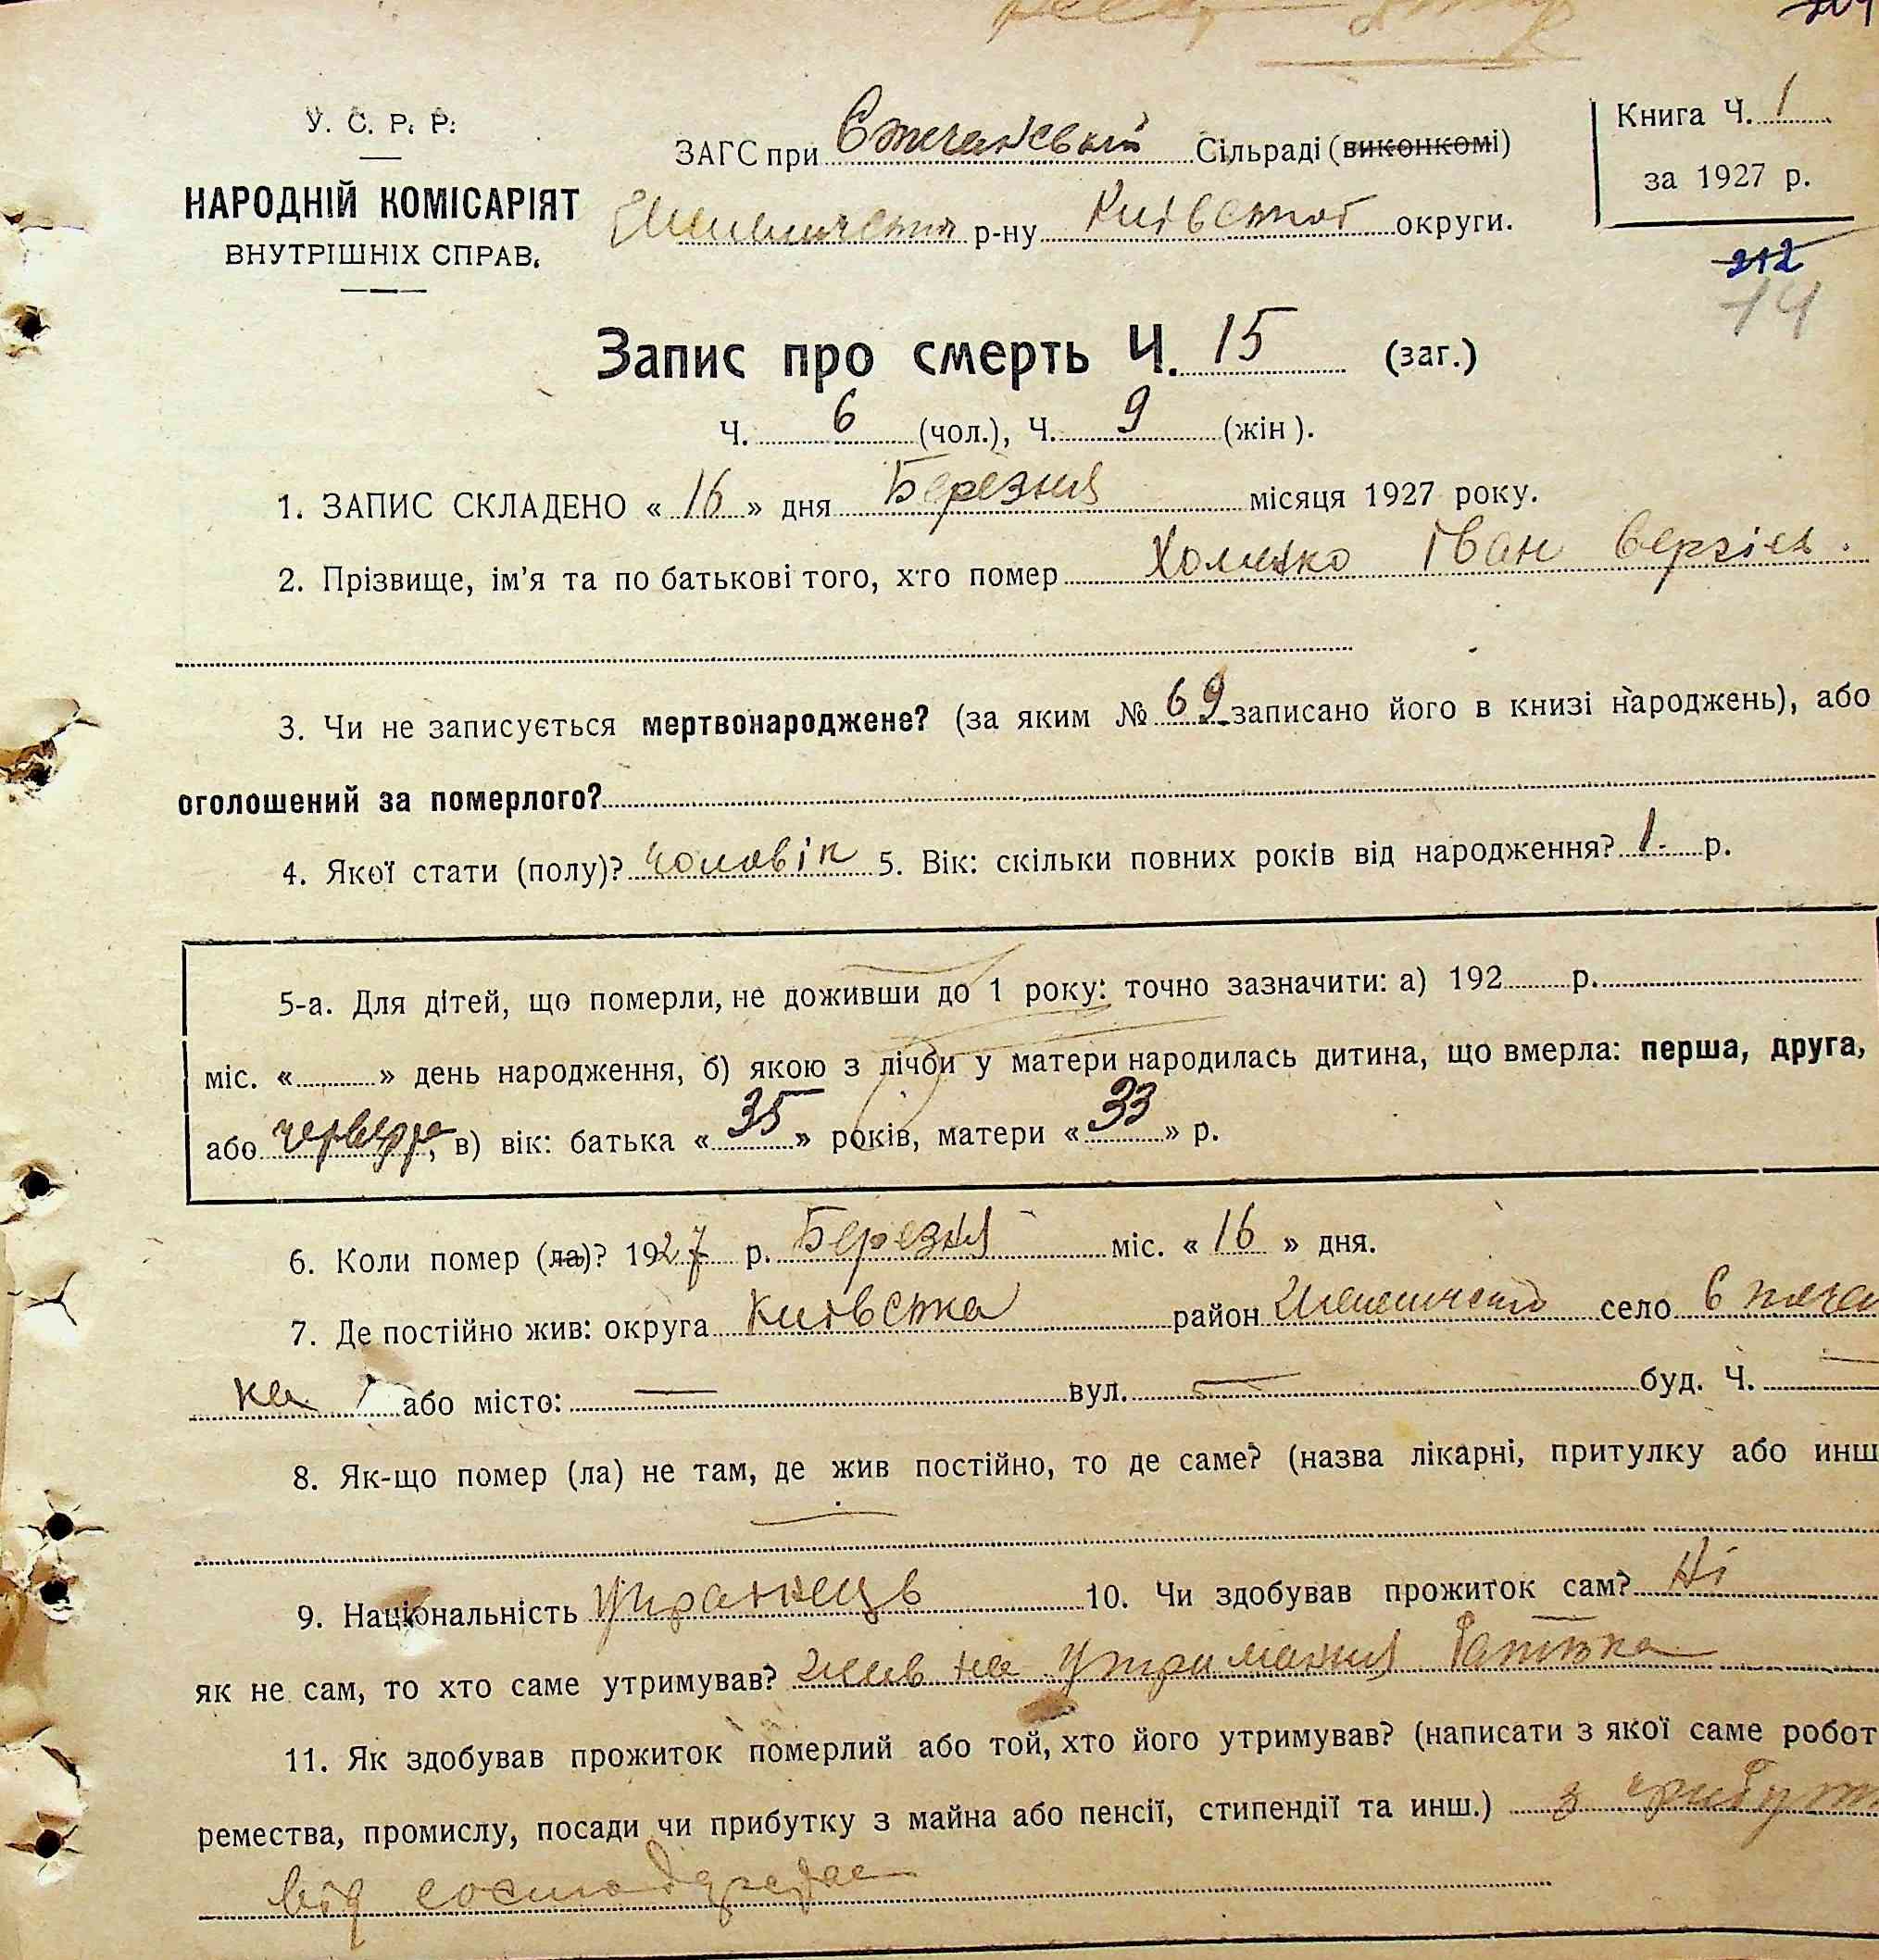 У. С. Р. Р.
НАРОДНІЙ КОМІСАРІЯТ
ВНУТРІШНІХ СПРАВ.
ЗАГС при Сільраді (виконкомі)
р-ну Київської округи.
Книга Ч. 1
за 1927 р.
212
74
Запис про смерть Ч. 15 (заг.)
Ч. 6 (чол.), Ч. 9 (жін ).
1. ЗАПИС СКЛАДЕНО « 16 » дня Березня місяця 1927 року.
2. Прізвище, ім'я та по батькові того, хто помер Іван
3. Чи не записується мертвонароджене? (за яким № 69 записано його в книзі народжень), або
оголошений за померлого?
4. Якої стати (полу)? чоловік 5. Вік: скільки повних років від народження? 1. р.
5-а. Для дітей, що померли, не доживши до 1 року: точно зазначити: а) 192 р.
міс. « » день народження, б) якою з лічби у матери народилась дитина, що вмерла: перша, друга,
або в) вік: батька « 35 » років, матери « 33 » р.
6. Коли помер (ла)? 1927 р. Березня міс. « 16 » дня.
7. Де постійно жив: округа Київська район село
ка або місто: — вул. — буд. Ч. —
8. Як-що помер (ла) не там, де жив постійно, то де саме? (назва лікарні, притулку або инш
9. Національність Українець 10. Чи здобував прожиток сам? Ні
як не сам, то хто саме утримував? жив на утриманні батька
11. Як здобував прожиток померлий або той, хто його утримував? (написати з якої саме робот
ремества, промислу, посади чи прибутку з майна або пенсії, стипендії та инш.) з
від